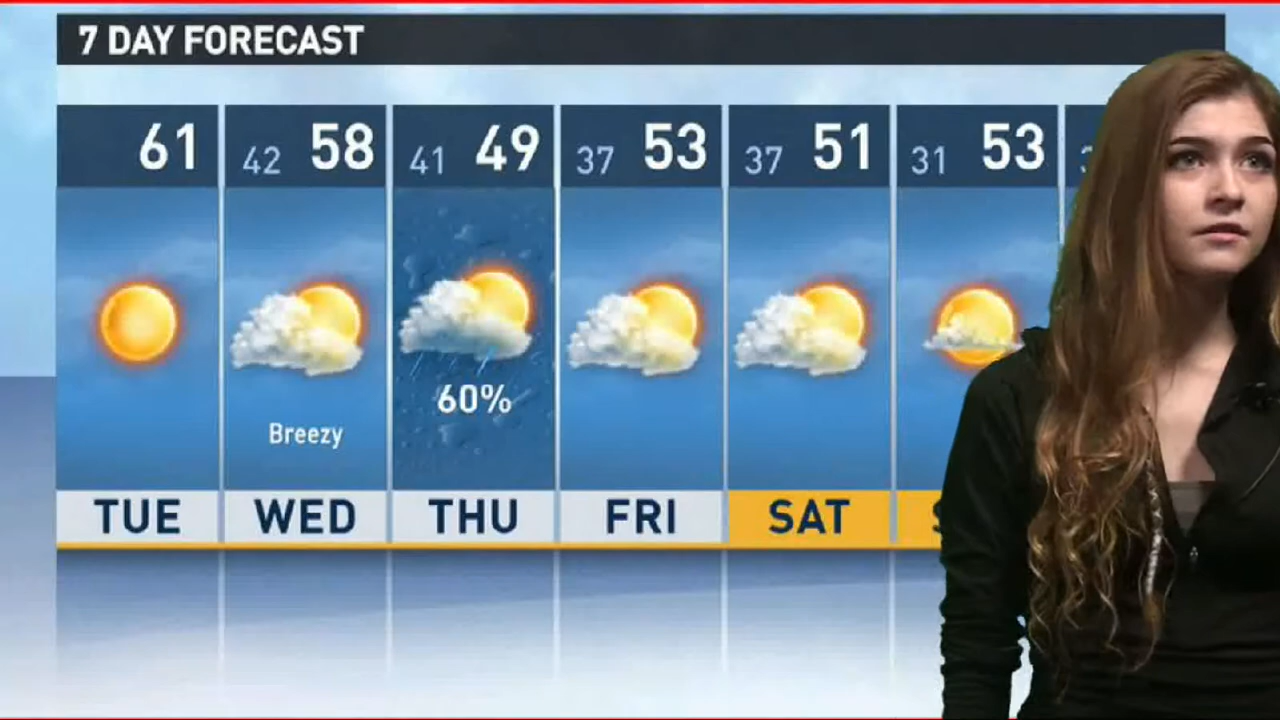 7 DAY FORECAST
61 42 58 41 49 37 53 37 51 31 53
60%
Breezy
TUE WED THU FRI SAT